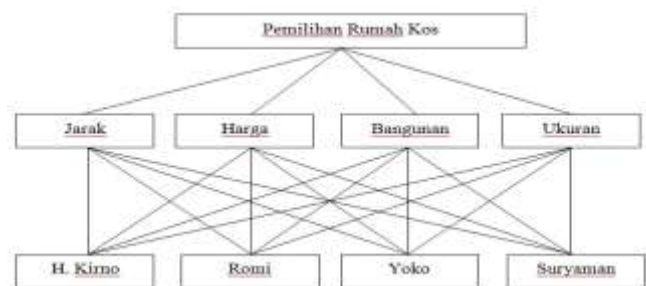 Pemilihan Rumah Kos
Jarak
Harga
Bangunan
Ukuran
H. Kirno
Romi
Yoko
Suryaman